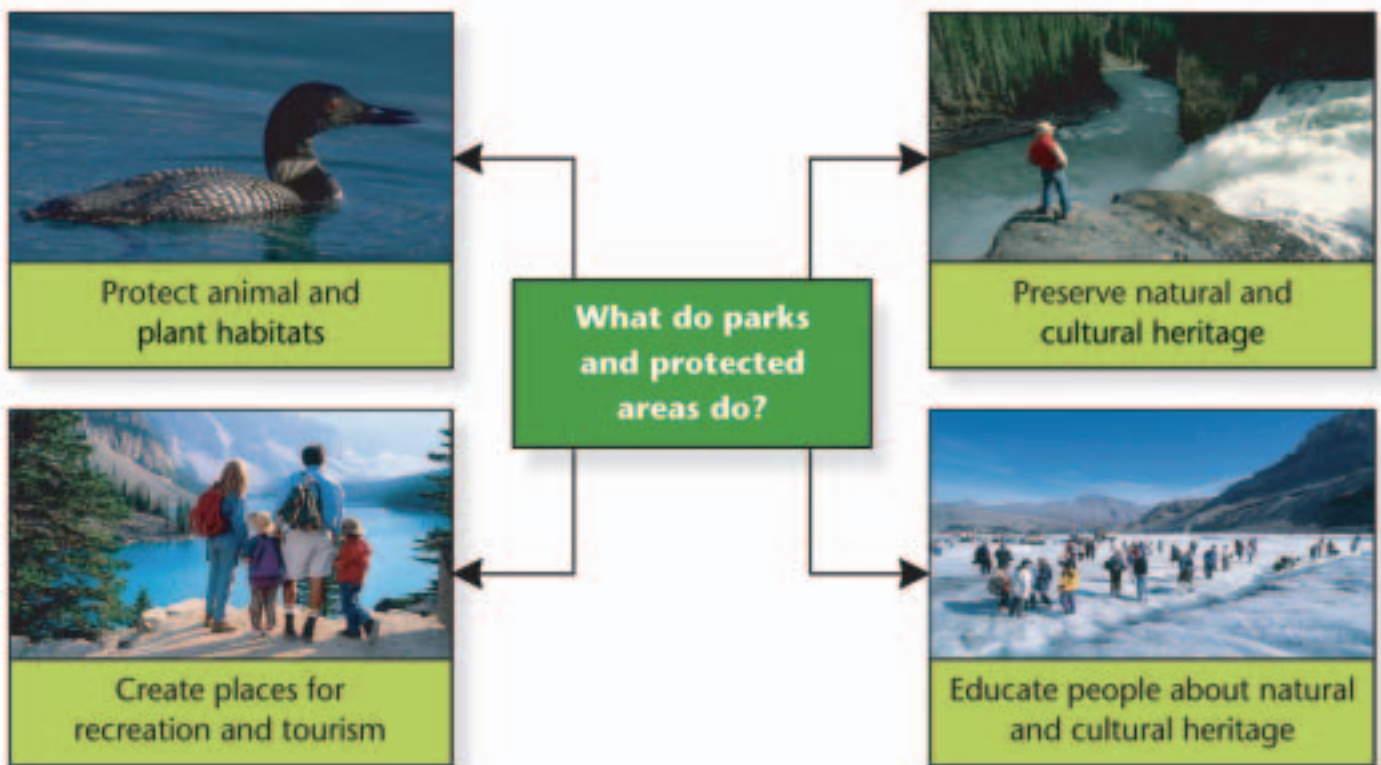 What do parks
and protected
areas do?
Protect animal and
plant habitats
Preserve natural and
cultural heritage
Create places for
recreation and tourism
Educate people about natural
and cultural heritage